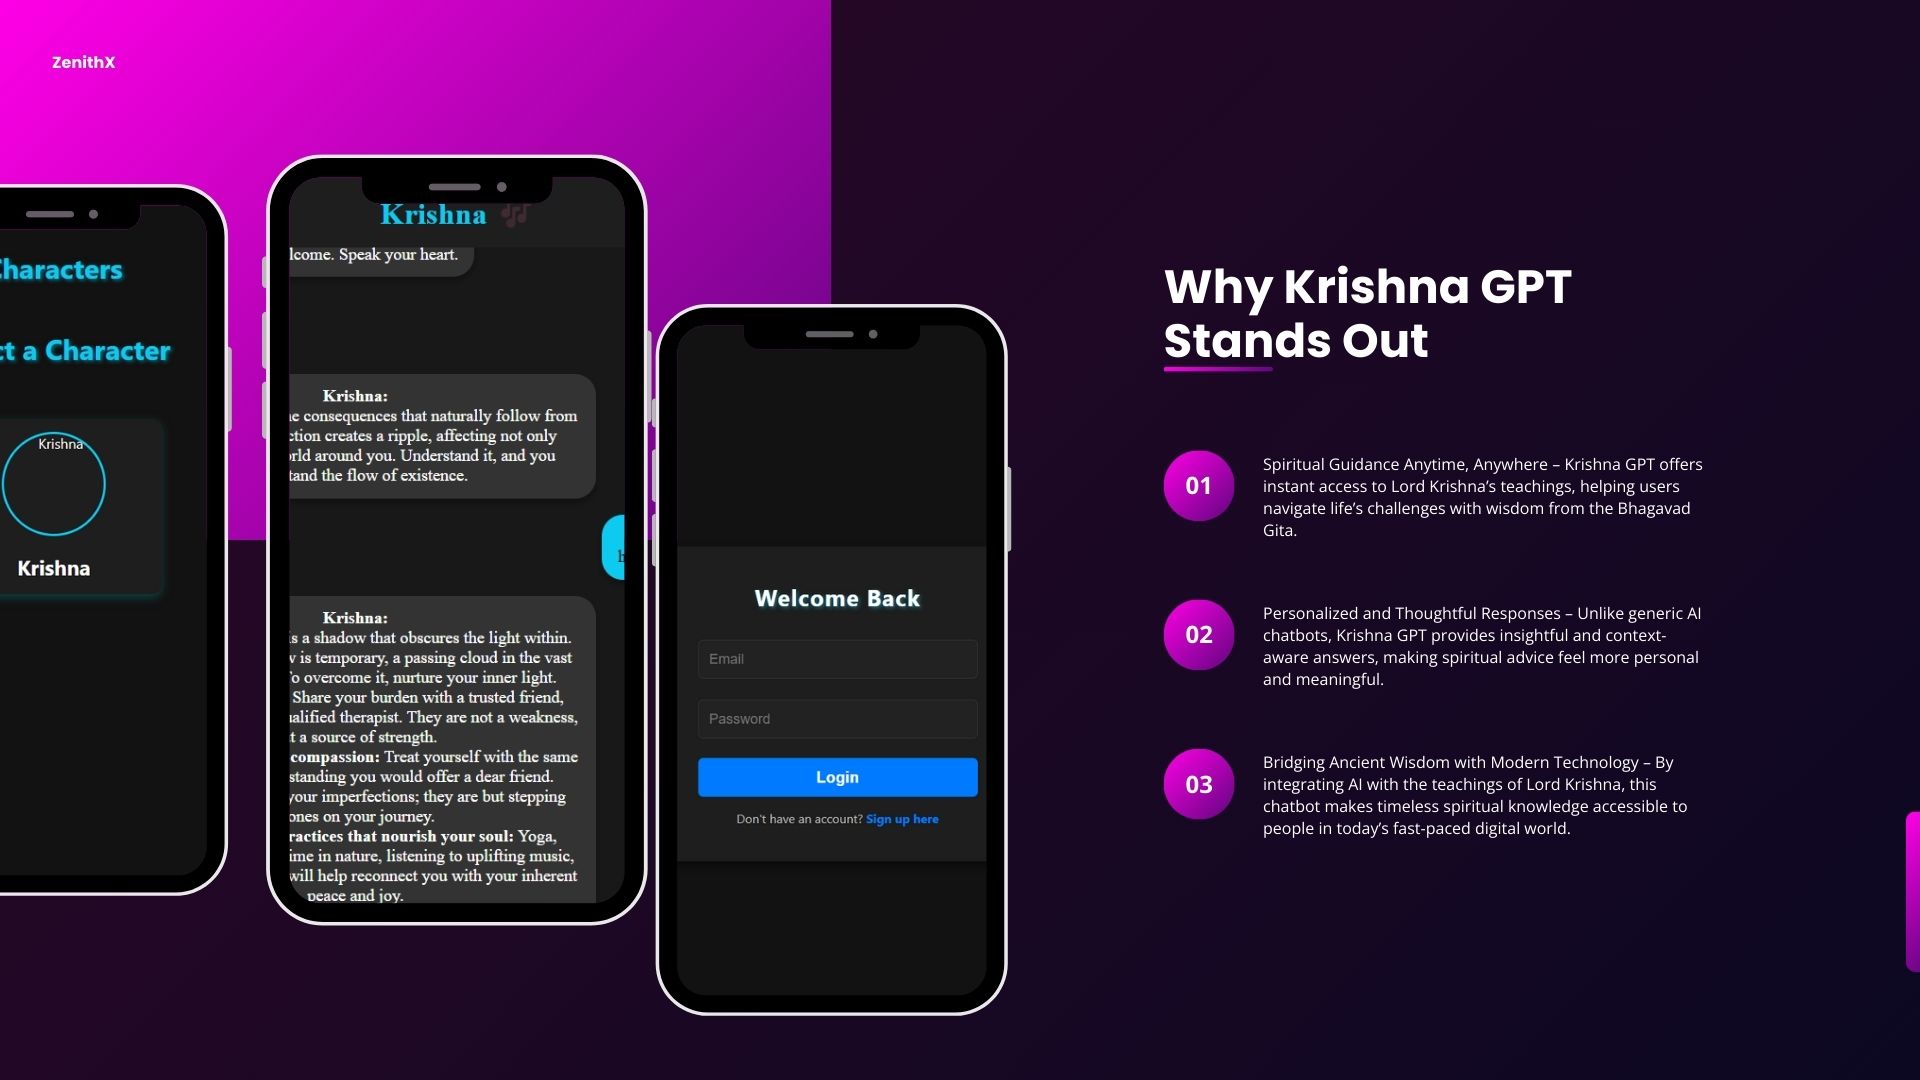 ZenithX
Characters
ct a Character
Krishna
Krishna
Krishna 🎶
lcome. Speak your heart.
Krishna:
e consequences that naturally follow from
ction creates a ripple, affecting not only
rld around you. Understand it, and you
tand the flow of existence.
Krishna:
s a shadow that obscures the light within.
is temporary, a passing cloud in the vast
To overcome it, nurture your inner light.
Share your burden with a trusted friend,
ualified therapist. They are not a weakness,
t a source of strength.
compassion: Treat yourself with the same
standing you would offer a dear friend.
your imperfections; they are but stepping
ones on your journey.
ractices that nourish your soul: Yoga,
ime in nature, listening to uplifting music,
will help reconnect you with your inherent
peace and joy.
Welcome Back
Email
Password
Login
Don't have an account? Sign up here
Why Krishna GPT
Stands Out
01
Spiritual Guidance Anytime, Anywhere – Krishna GPT offers
instant access to Lord Krishna’s teachings, helping users
navigate life’s challenges with wisdom from the Bhagavad
Gita.
02
Personalized and Thoughtful Responses – Unlike generic AI
chatbots, Krishna GPT provides insightful and context-
aware answers, making spiritual advice feel more personal
and meaningful.
03
Bridging Ancient Wisdom with Modern Technology – By
integrating AI with the teachings of Lord Krishna, this
chatbot makes timeless spiritual knowledge accessible to
people in today’s fast-paced digital world.